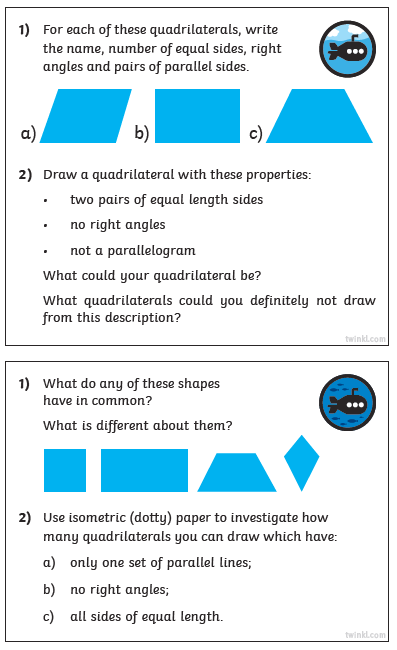 1) For each of these quadrilaterals, write
the name, number of equal sides, right
angles and pairs of parallel sides.
a) b) c)
2) Draw a quadrilateral with these properties:
• two pairs of equal length sides
• no right angles
• not a parallelogram
What could your quadrilateral be?
What quadrilaterals could you definitely not draw
from this description?
twinkl.com
1) What do any of these shapes
have in common?
What is different about them?
2) Use isometric (dotty) paper to investigate how
many quadrilaterals you can draw which have:
a) only one set of parallel lines;
b) no right angles;
c) all sides of equal length.
twinkl.com